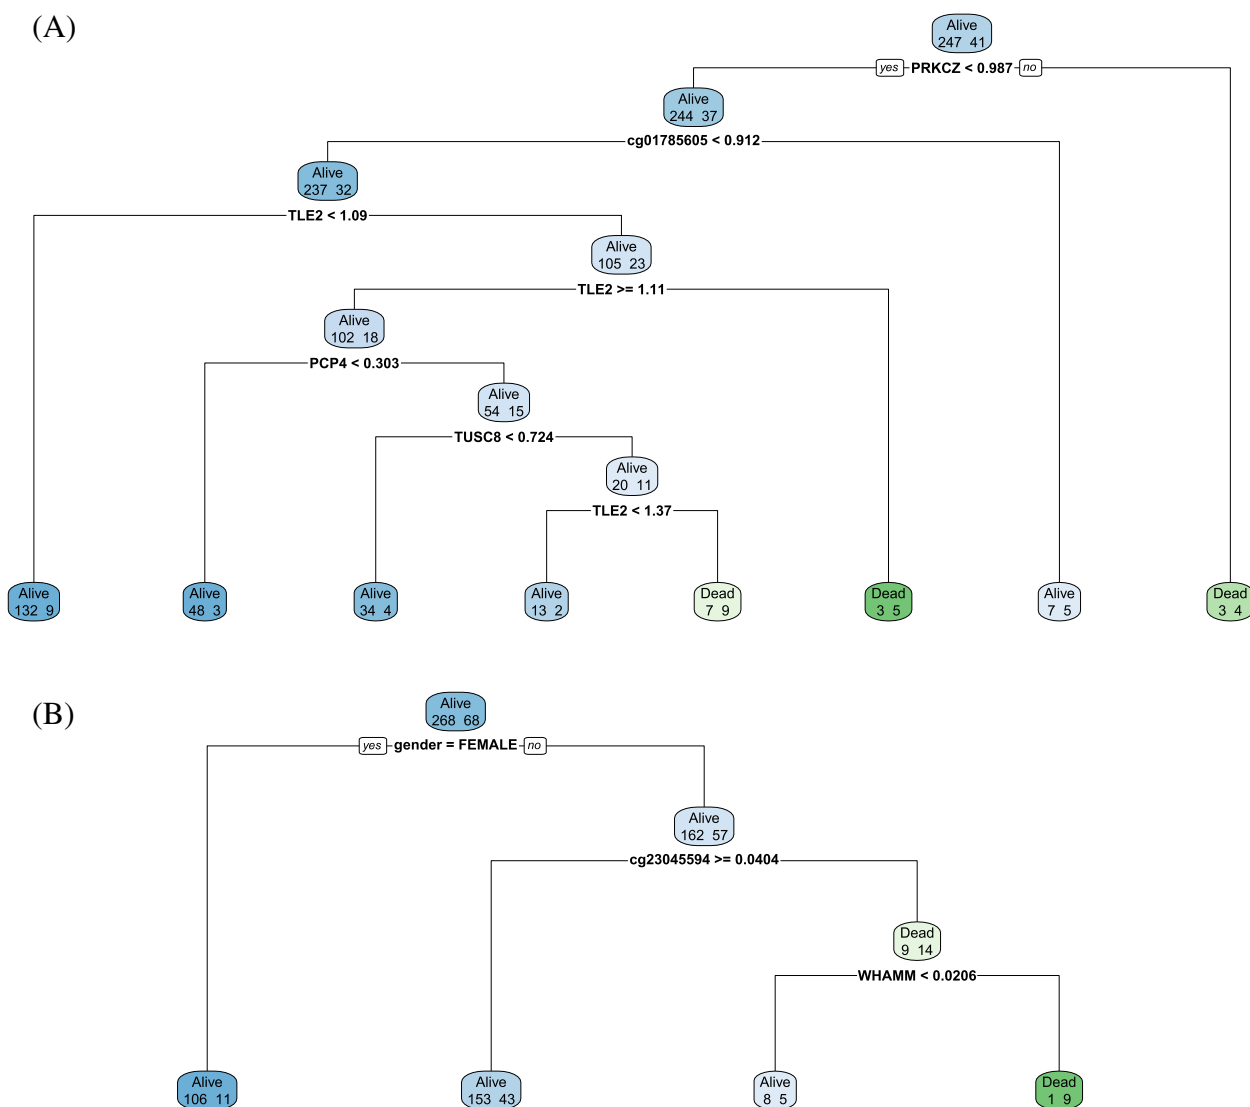 (A)
Alive
247 41
yes PRKCZ < 0.987 no
Alive
244 37
cg01785605 < 0.912
Alive
237 32
TLE2 < 1.09
Alive
105 23
TLE2 >= 1.11
Alive
102 18
PCP4 < 0.303
Alive
54 15
TUSC8 < 0.724
Alive
20 11
TLE2 < 1.37
Alive
132 9
Alive
48 3
Alive
34 4
Alive
13 2
Dead
7 9
Dead
3 5
Alive
7 5
Dead
3 4
(B)
Alive
268 68
yes gender = FEMALE no
Alive
162 57
cg23045594 >= 0.0404
Dead
9 14
WHAMM < 0.0206
Alive
106 11
Alive
153 43
Alive
8 5
Dead
1 9